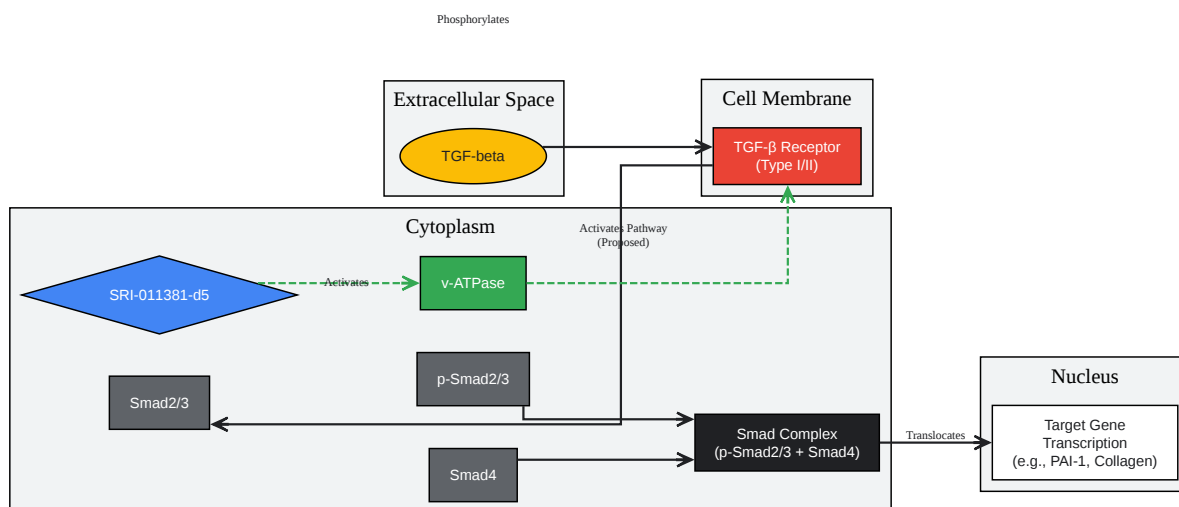 Phosphorylates
Extracellular Space
Cell Membrane
TGF-beta
TGF-β Receptor
(Type I/II)
Cytoplasm
Activates Pathway
(Proposed)
SRI-011381-d5
Activates
v-ATPase
Smad2/3
p-Smad2/3
Smad4
Smad Complex
(p-Smad2/3 + Smad4)
Translocates
Nucleus
Target Gene
Transcription
(e.g., PAI-1, Collagen)